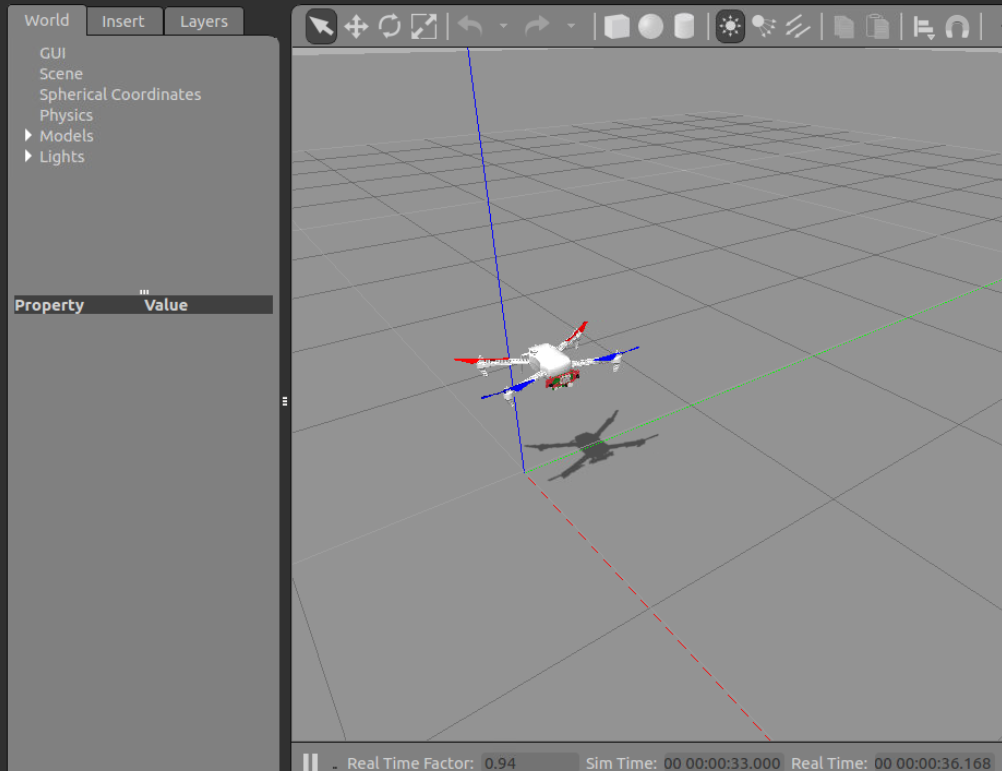 World Insert Layers
GUI
Scene
Spherical Coordinates
Physics
Models
Lights
Property Value
Real Time Factor: 0.94 Sim Time: 00 00:00:33.000 Real Time: 00 00:00:36.168